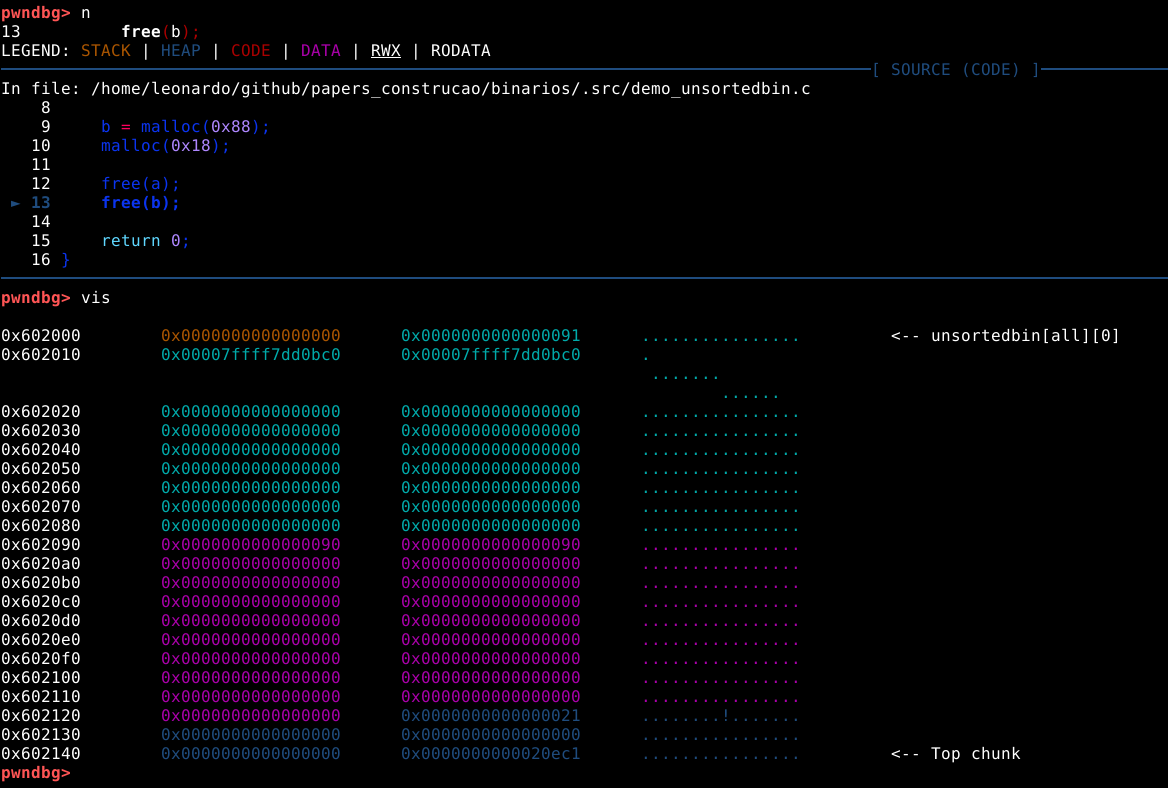 pwndbg> n
13          free(b);
LEGEND: STACK | HEAP | CODE | DATA | RWX | RODATA
[ SOURCE (CODE) ]
In file: /home/leonardo/github/papers_construcao/binarios/.src/demo_unsortedbin.c
    8
    9     b = malloc(0x88);
   10     malloc(0x18);
   11
   12     free(a);
 ► 13     free(b);
   14
   15     return 0;
   16 }
pwndbg> vis
0x602000        0x0000000000000000      0x0000000000000091      ................         <-- unsortedbin[all][0]
0x602010        0x00007ffff7dd0bc0      0x00007ffff7dd0bc0      .
                                                                 .......
                                                                        ......
0x602020        0x0000000000000000      0x0000000000000000      ................
0x602030        0x0000000000000000      0x0000000000000000      ................
0x602040        0x0000000000000000      0x0000000000000000      ................
0x602050        0x0000000000000000      0x0000000000000000      ................
0x602060        0x0000000000000000      0x0000000000000000      ................
0x602070        0x0000000000000000      0x0000000000000000      ................
0x602080        0x0000000000000000      0x0000000000000000      ................
0x602090        0x0000000000000090      0x0000000000000090      ................
0x6020a0        0x0000000000000000      0x0000000000000000      ................
0x6020b0        0x0000000000000000      0x0000000000000000      ................
0x6020c0        0x0000000000000000      0x0000000000000000      ................
0x6020d0        0x0000000000000000      0x0000000000000000      ................
0x6020e0        0x0000000000000000      0x0000000000000000      ................
0x6020f0        0x0000000000000000      0x0000000000000000      ................
0x602100        0x0000000000000000      0x0000000000000000      ................
0x602110        0x0000000000000000      0x0000000000000000      ................
0x602120        0x0000000000000000      0x0000000000000021      ........!.......
0x602130        0x0000000000000000      0x0000000000000000      ................
0x602140        0x0000000000000000      0x0000000000020ec1      ................         <-- Top chunk
pwndbg>